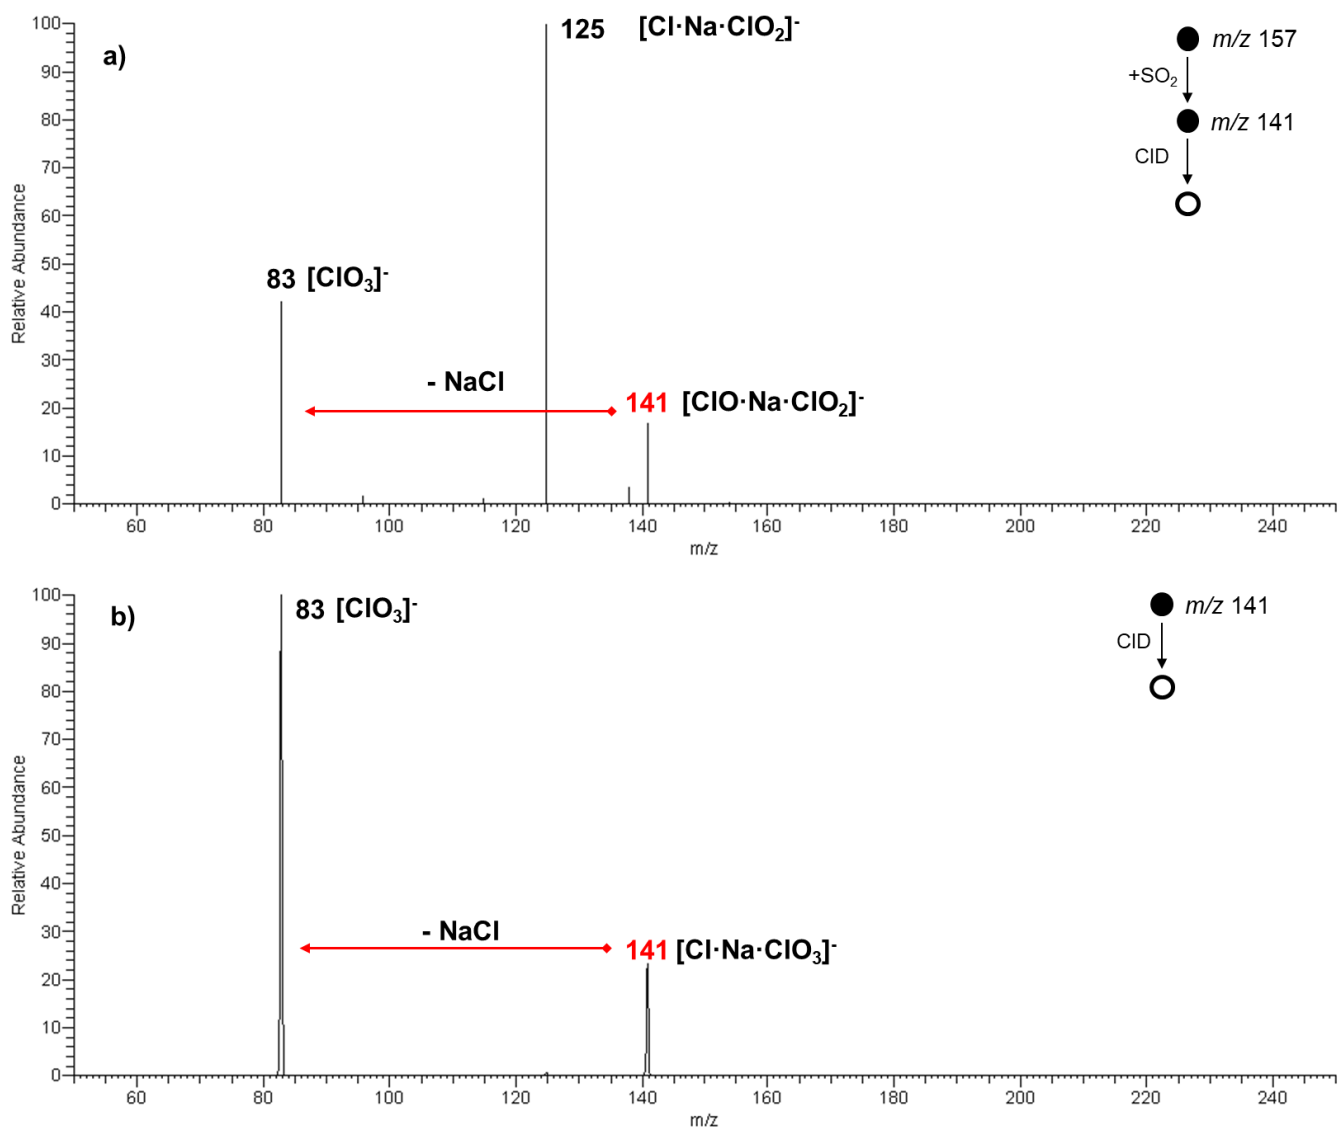 a)
125 [Cl·Na·ClO₂]⁻
m/z 157
+SO₂
m/z 141
CID
83 [ClO₃]⁻
- NaCl
141 [ClO·Na·ClO₂]⁻
Relative Abundance
100
90
80
70
60
50
40
30
20
10
0
60 80 100 120 140 160 180 200 220 240
m/z
b)
83 [ClO₃]⁻
m/z 141
CID
- NaCl
141 [Cl·Na·ClO₃]⁻
Relative Abundance
100
90
80
70
60
50
40
30
20
10
0
60 80 100 120 140 160 180 200 220 240
m/z